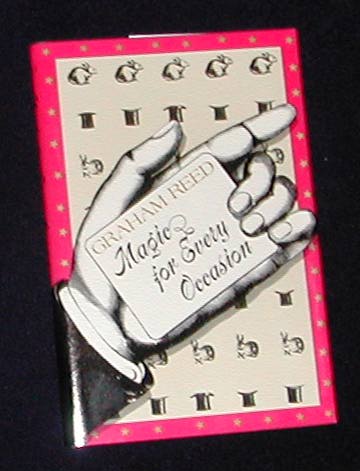 GRAHAM REED
Magic
for Every
Occasion